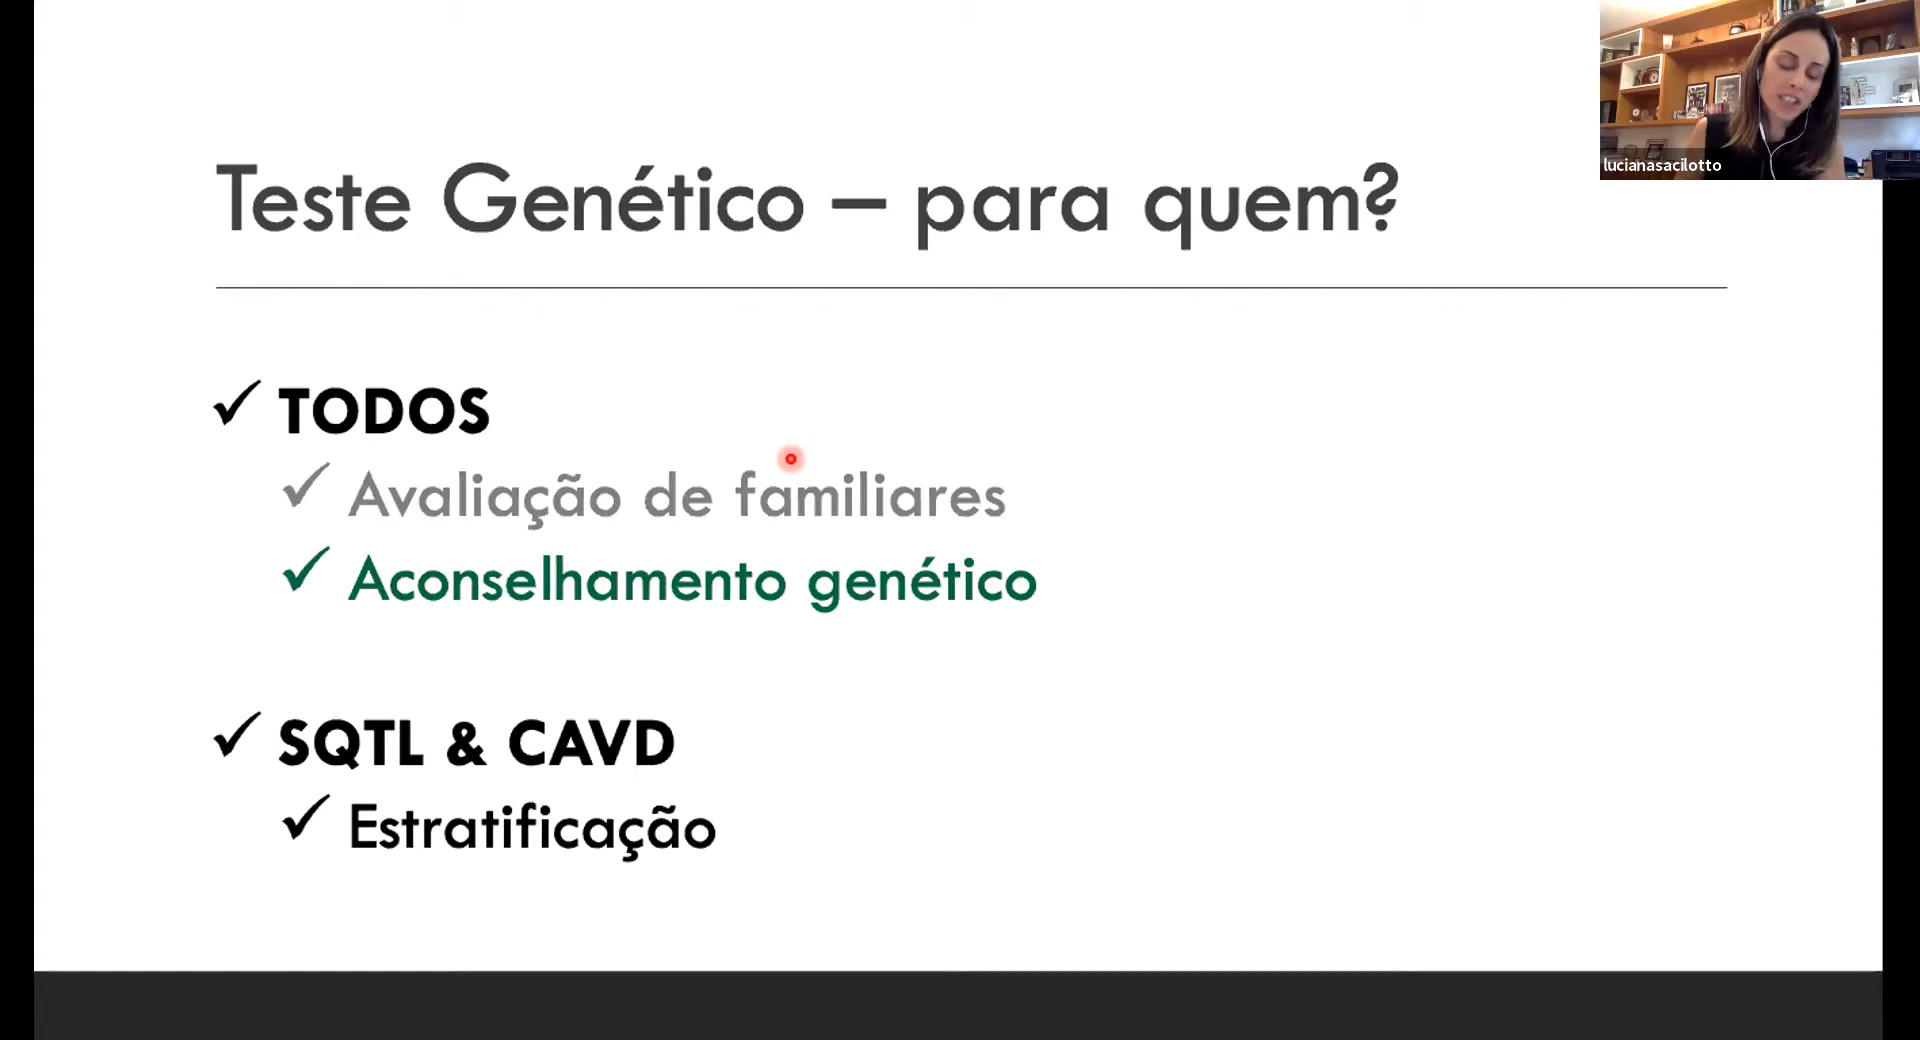 lucianasacilotto
Teste Genético – para quem?
✓ TODOS
✓ Avaliação de familiares
✓ Aconselhamento genético
✓ SQTL & CAVD
✓ Estratificação